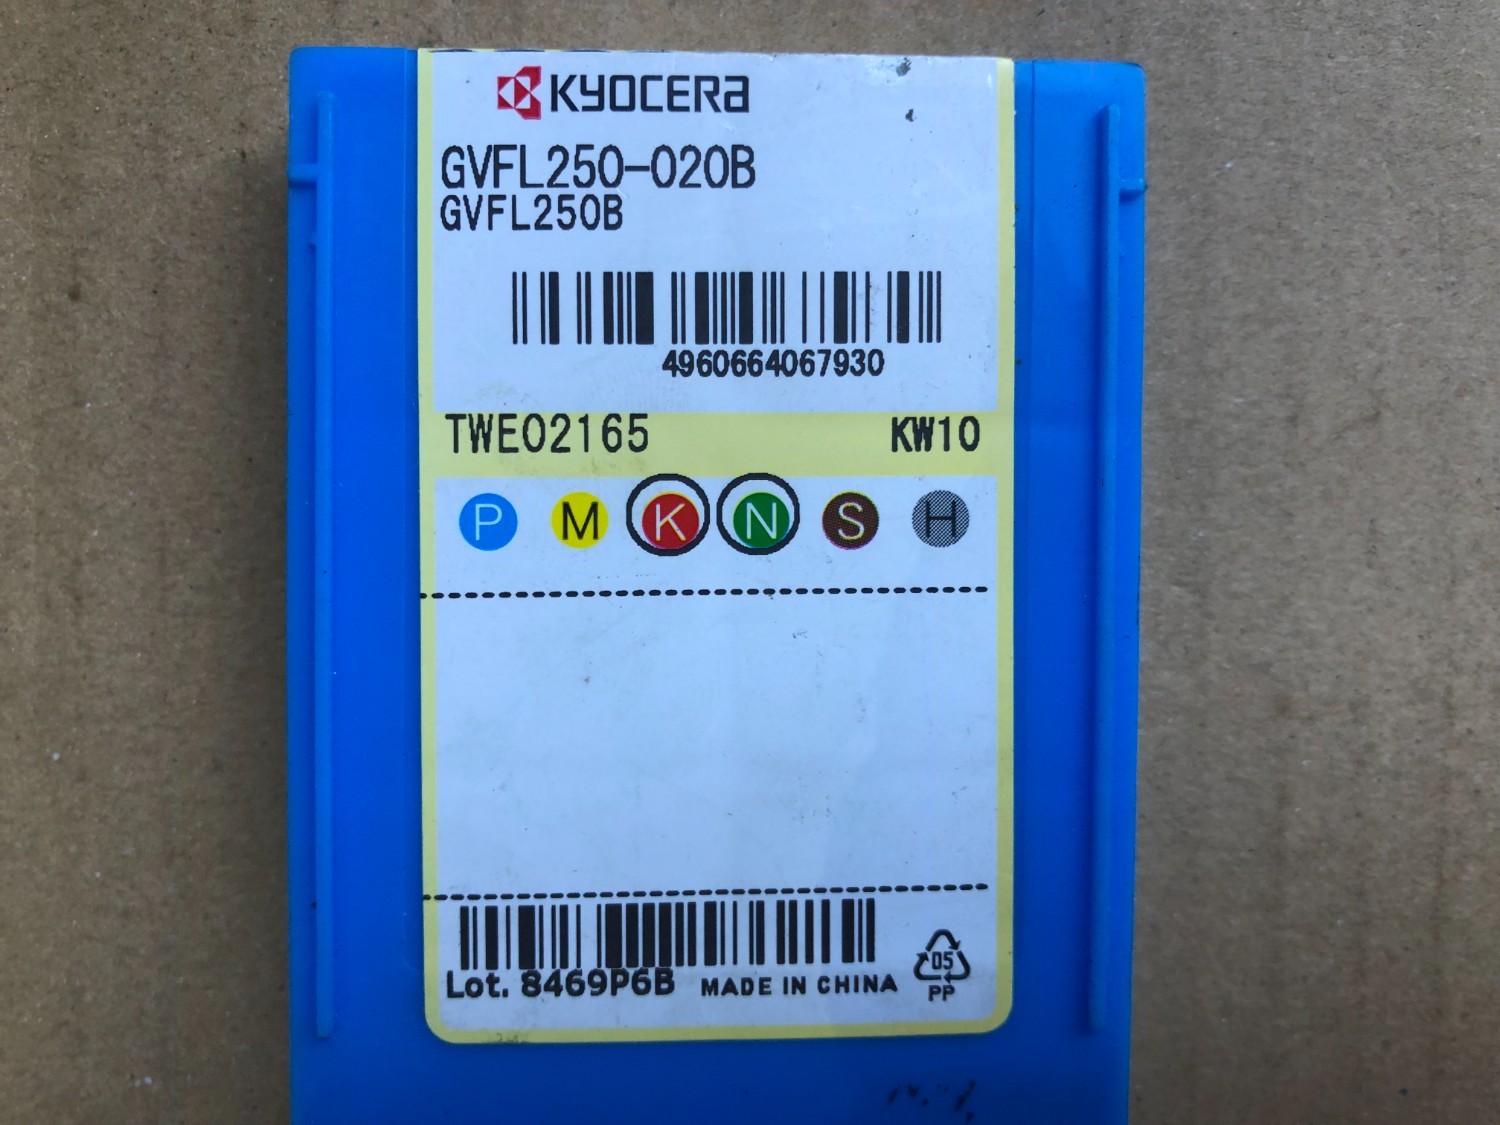 KYOCERA
GVFL250-020B
GVFL250B
4960664067930
TWE02165 KW10
P M K N S H
Lot. 8469P6B MADE IN CHINA
05
PP